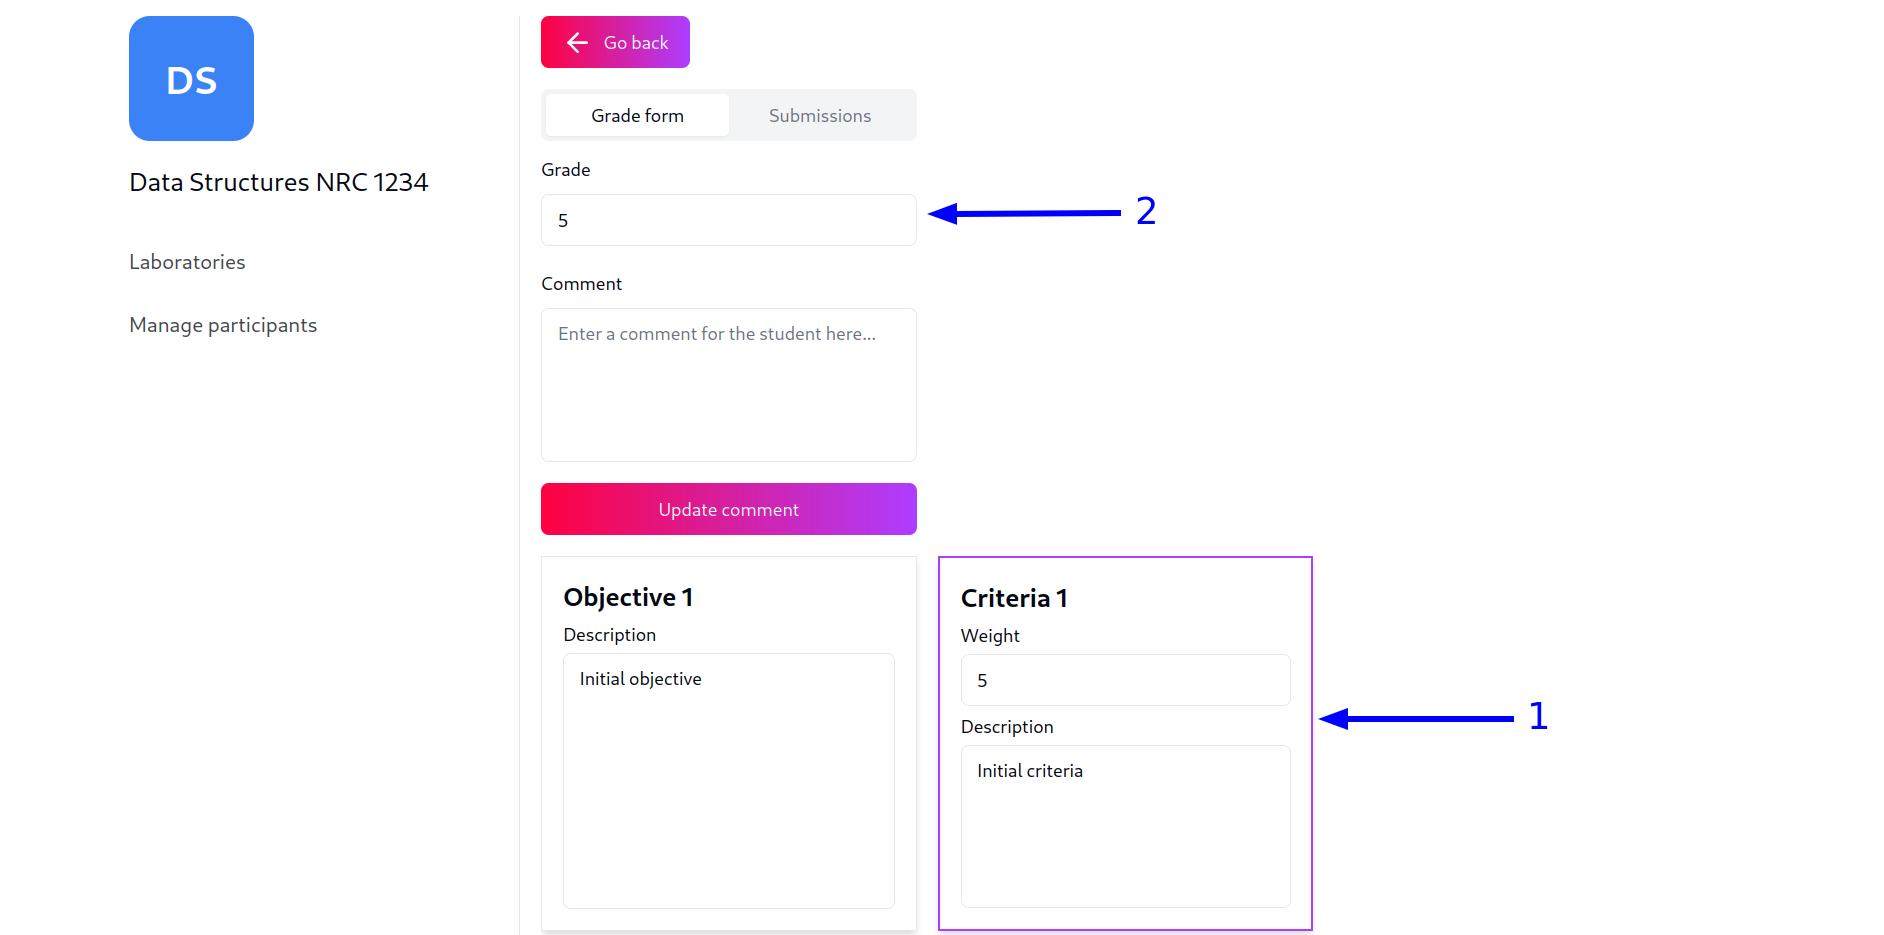 DS
Data Structures NRC 1234
Laboratories
Manage participants
Go back
Grade form
Submissions
Grade
5
2
Comment
Enter a comment for the student here...
Update comment
Objective 1
Description
Initial objective
Criteria 1
Weight
5
Description
Initial criteria
1